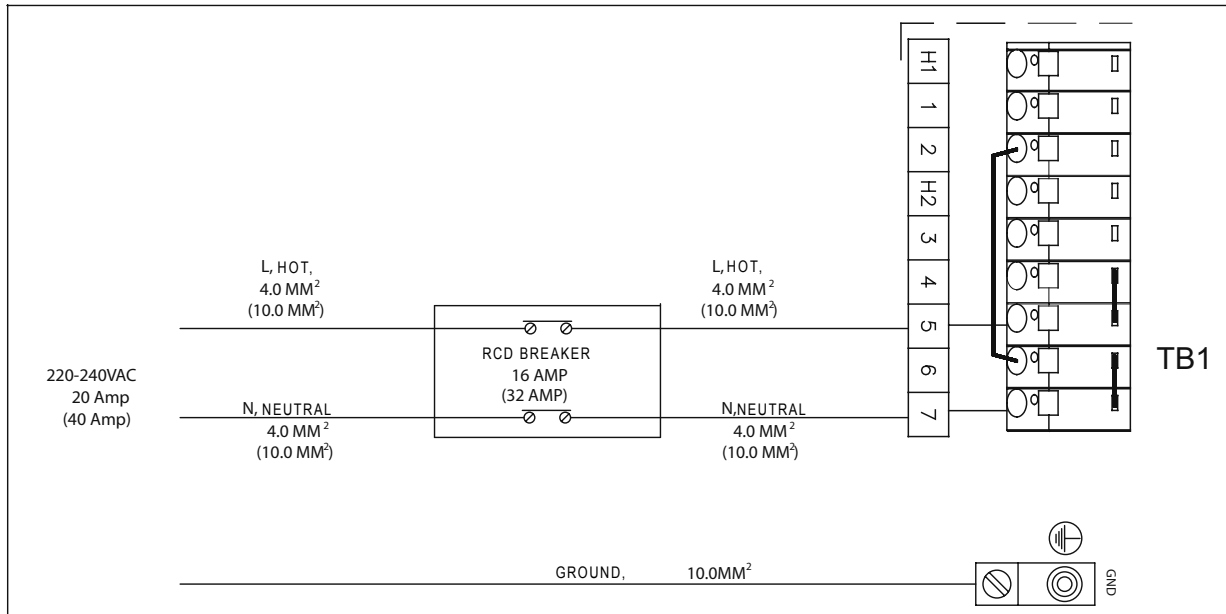 H1
1
2
H2
3
4
5
6
7
TB1
L, HOT,
4.0 MM²
(10.0 MM²)
L, HOT,
4.0 MM²
(10.0 MM²)
RCD BREAKER
16 AMP
(32 AMP)
220-240VAC
20 Amp
(40 Amp)
N, NEUTRAL
4.0 MM²
(10.0 MM²)
N,NEUTRAL
4.0 MM²
(10.0 MM²)
GROUND, 10.0MM²
GND